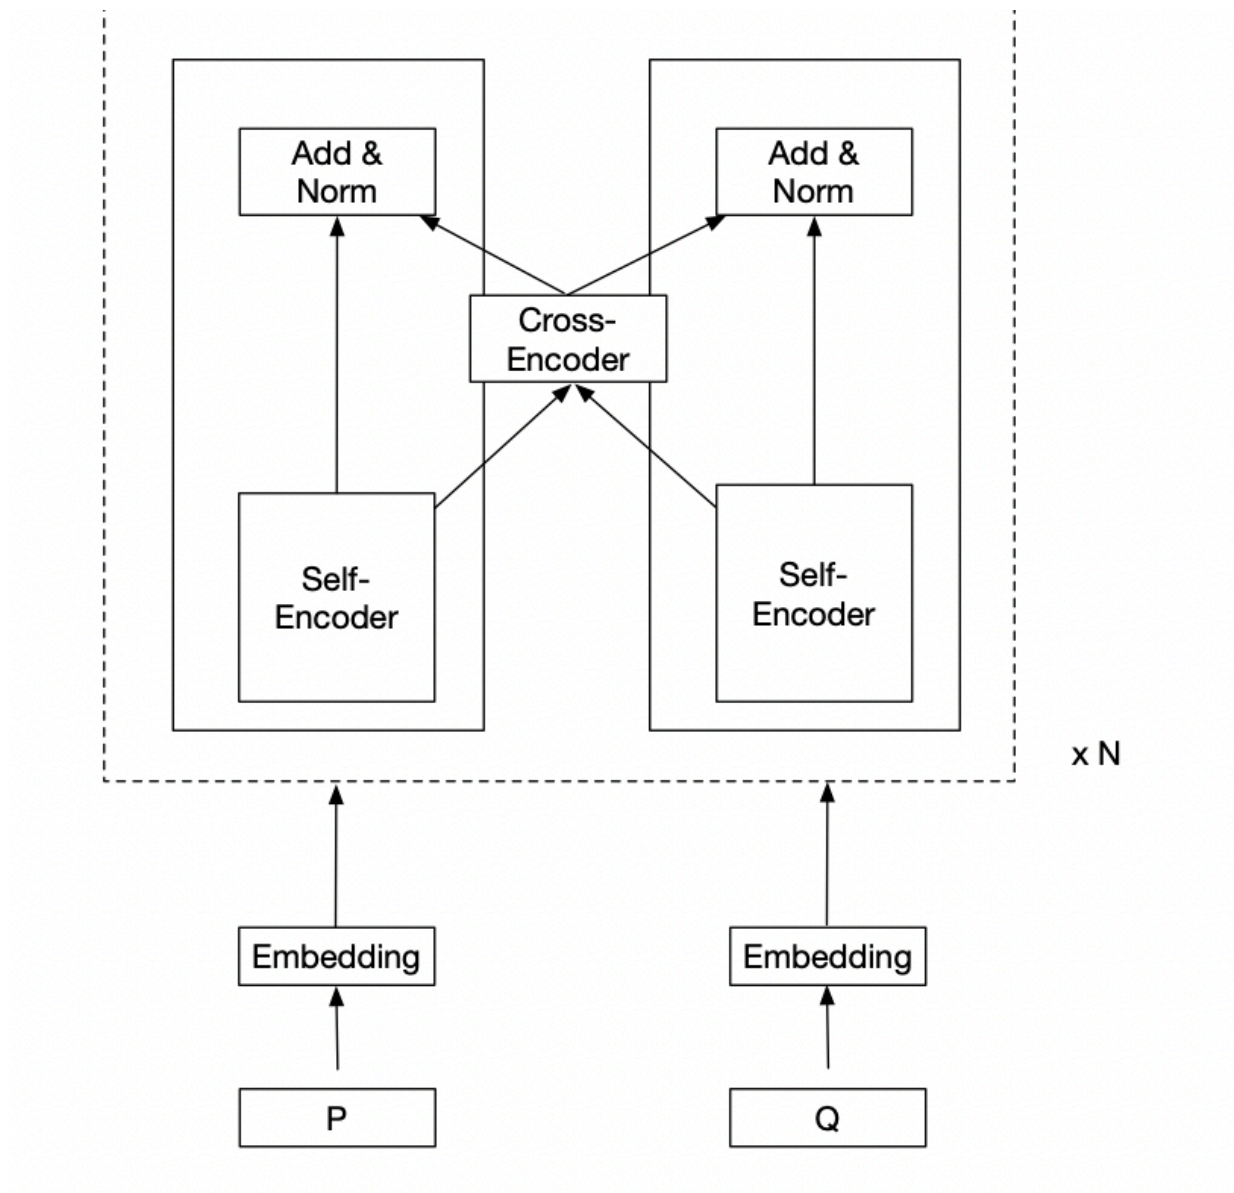 Add &
Norm
Add &
Norm
Cross-
Encoder
Self-
Encoder
Self-
Encoder
x N
Embedding
Embedding
P
Q